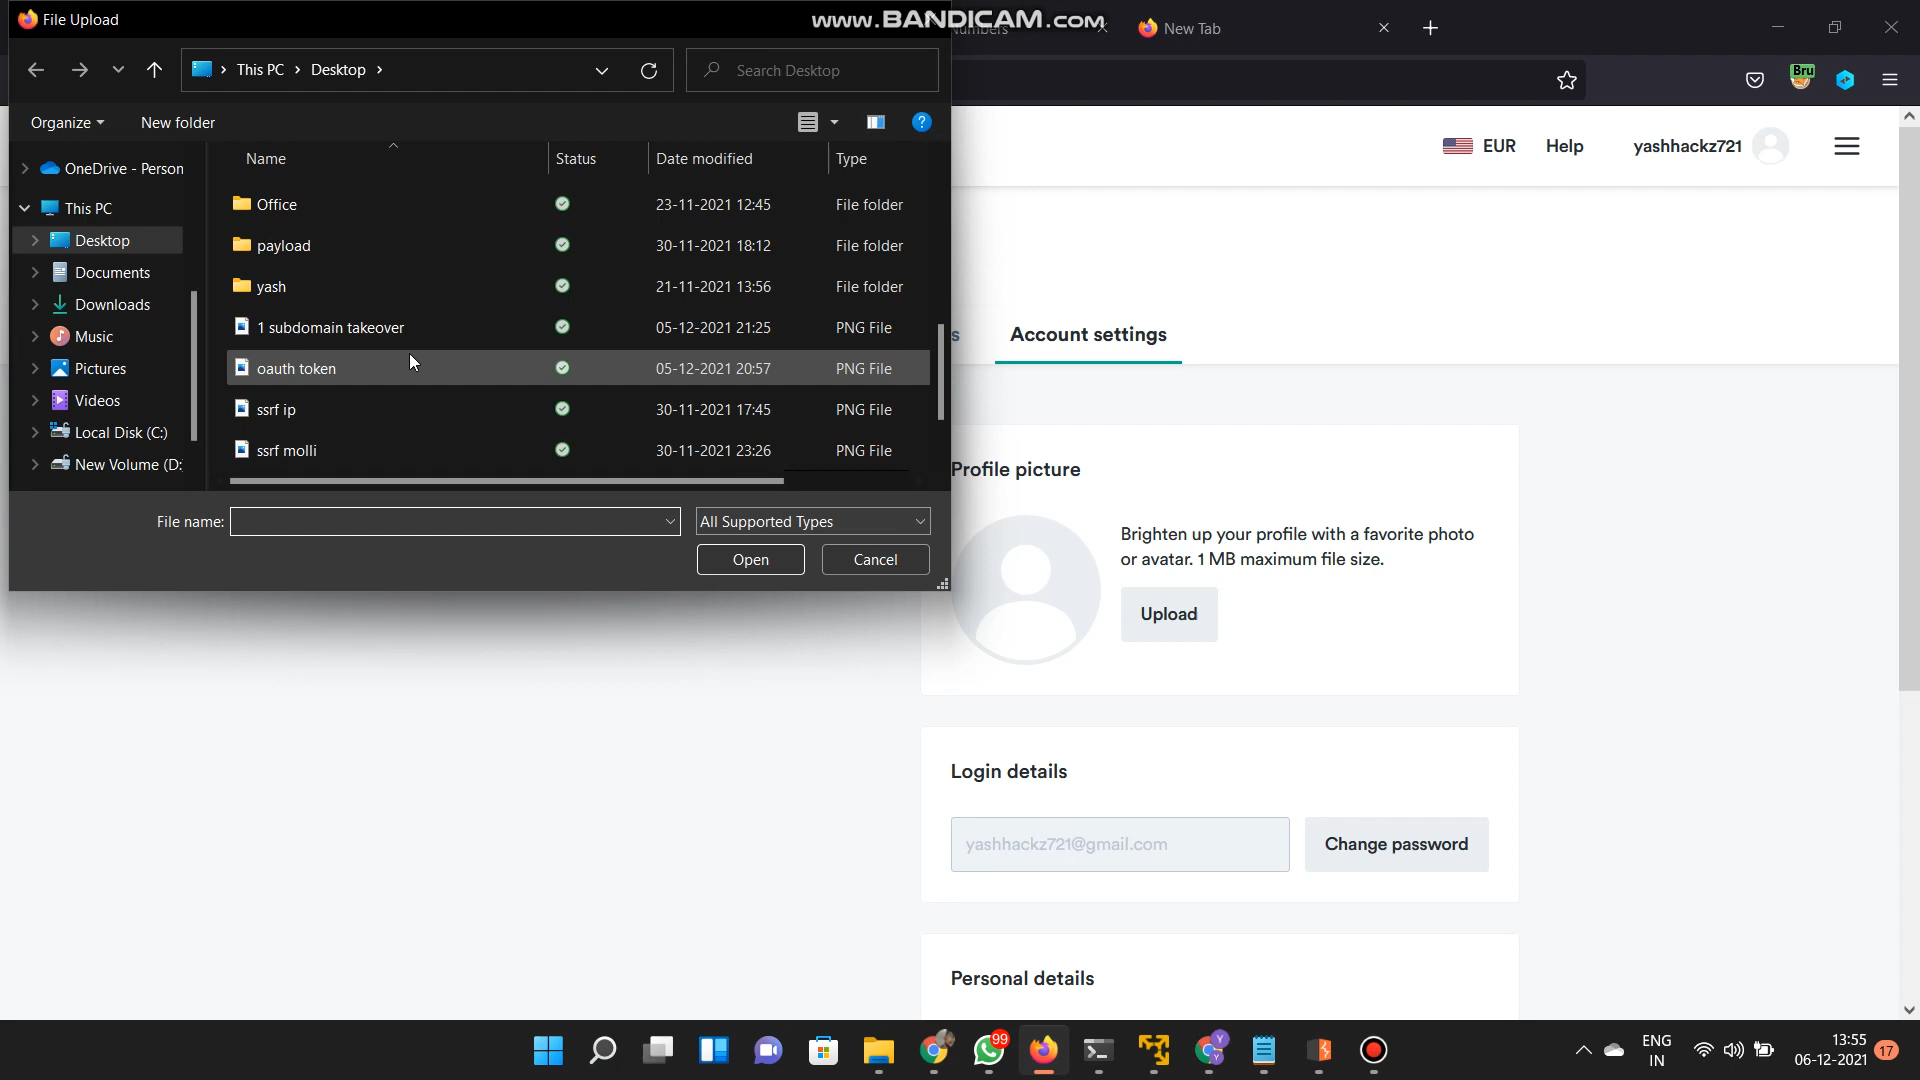 File Upload
www.BANDICAM.com
New Tab
This PC
Desktop
Search Desktop
Bru
Organize
New folder
?
Name
Status
Date modified
Type
OneDrive - Person
This PC
Desktop
Documents
Downloads
Music
Pictures
Videos
Local Disk (C:)
New Volume (D:
Office
23-11-2021 12:45
File folder
payload
30-11-2021 18:12
File folder
yash
21-11-2021 13:56
File folder
1 subdomain takeover
05-12-2021 21:25
PNG File
oauth token
05-12-2021 20:57
PNG File
ssrf ip
30-11-2021 17:45
PNG File
ssrf molli
30-11-2021 23:26
PNG File
File name:
All Supported Types
Open
Cancel
EUR
Help
yashhackz721
s
Account settings
Profile picture
Brighten up your profile with a favorite photo
or avatar. 1 MB maximum file size.
Upload
Login details
yashhackz721@gmail.com
Change password
Personal details
99
Y
Y
ENG
IN
13:55
06-12-2021
17